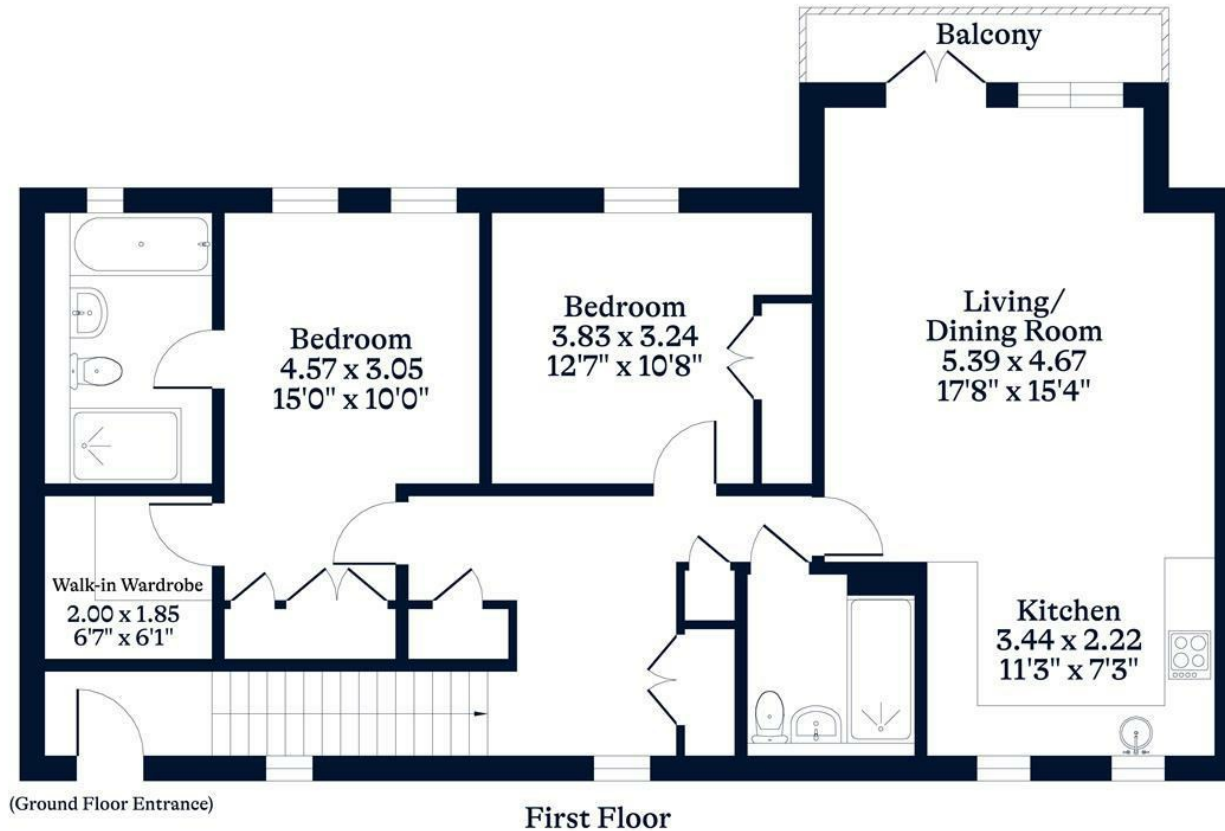 Balcony
Bedroom
4.57 x 3.05
15'0" x 10'0"
Bedroom
3.83 x 3.24
12'7" x 10'8"
Living/
Dining Room
5.39 x 4.67
17'8" x 15'4"
Walk-in Wardrobe
2.00 x 1.85
6'7" x 6'1"
Kitchen
3.44 x 2.22
11'3" x 7'3"
(Ground Floor Entrance)
First Floor